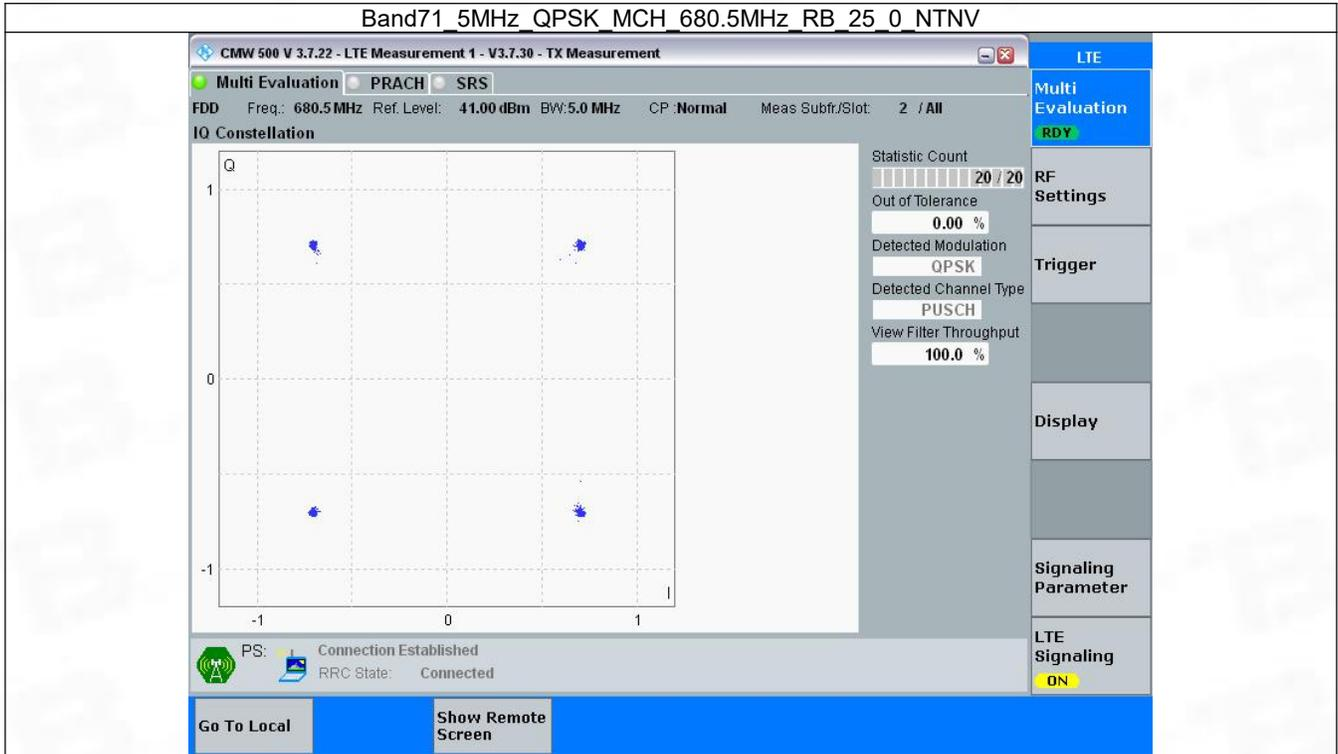 Band71_5MHz_QPSK_MCH_680.5MHz_RB_25_0_NTNV
CMW 500 V 3.7.22 - LTE Measurement 1 - V3.7.30 - TX Measurement
LTE
Multi Evaluation PRACH SRS
FDD Freq.: 680.5 MHz Ref. Level: 41.00 dBm BW: 5.0 MHz CP : Normal Meas Subfr./Slot: 2 / All
IQ Constellation
Q
1
0
-1
I
-1 0 1
Statistic Count
20 / 20
Out of Tolerance
0.00 %
Detected Modulation
QPSK
Detected Channel Type
PUSCH
View Filter Throughput
100.0 %
Multi
Evaluation
RDY
RF
Settings
Trigger
Display
Signaling
Parameter
LTE
Signaling
ON
PS: Connection Established
RRC State: Connected
Go To Local
Show Remote
Screen